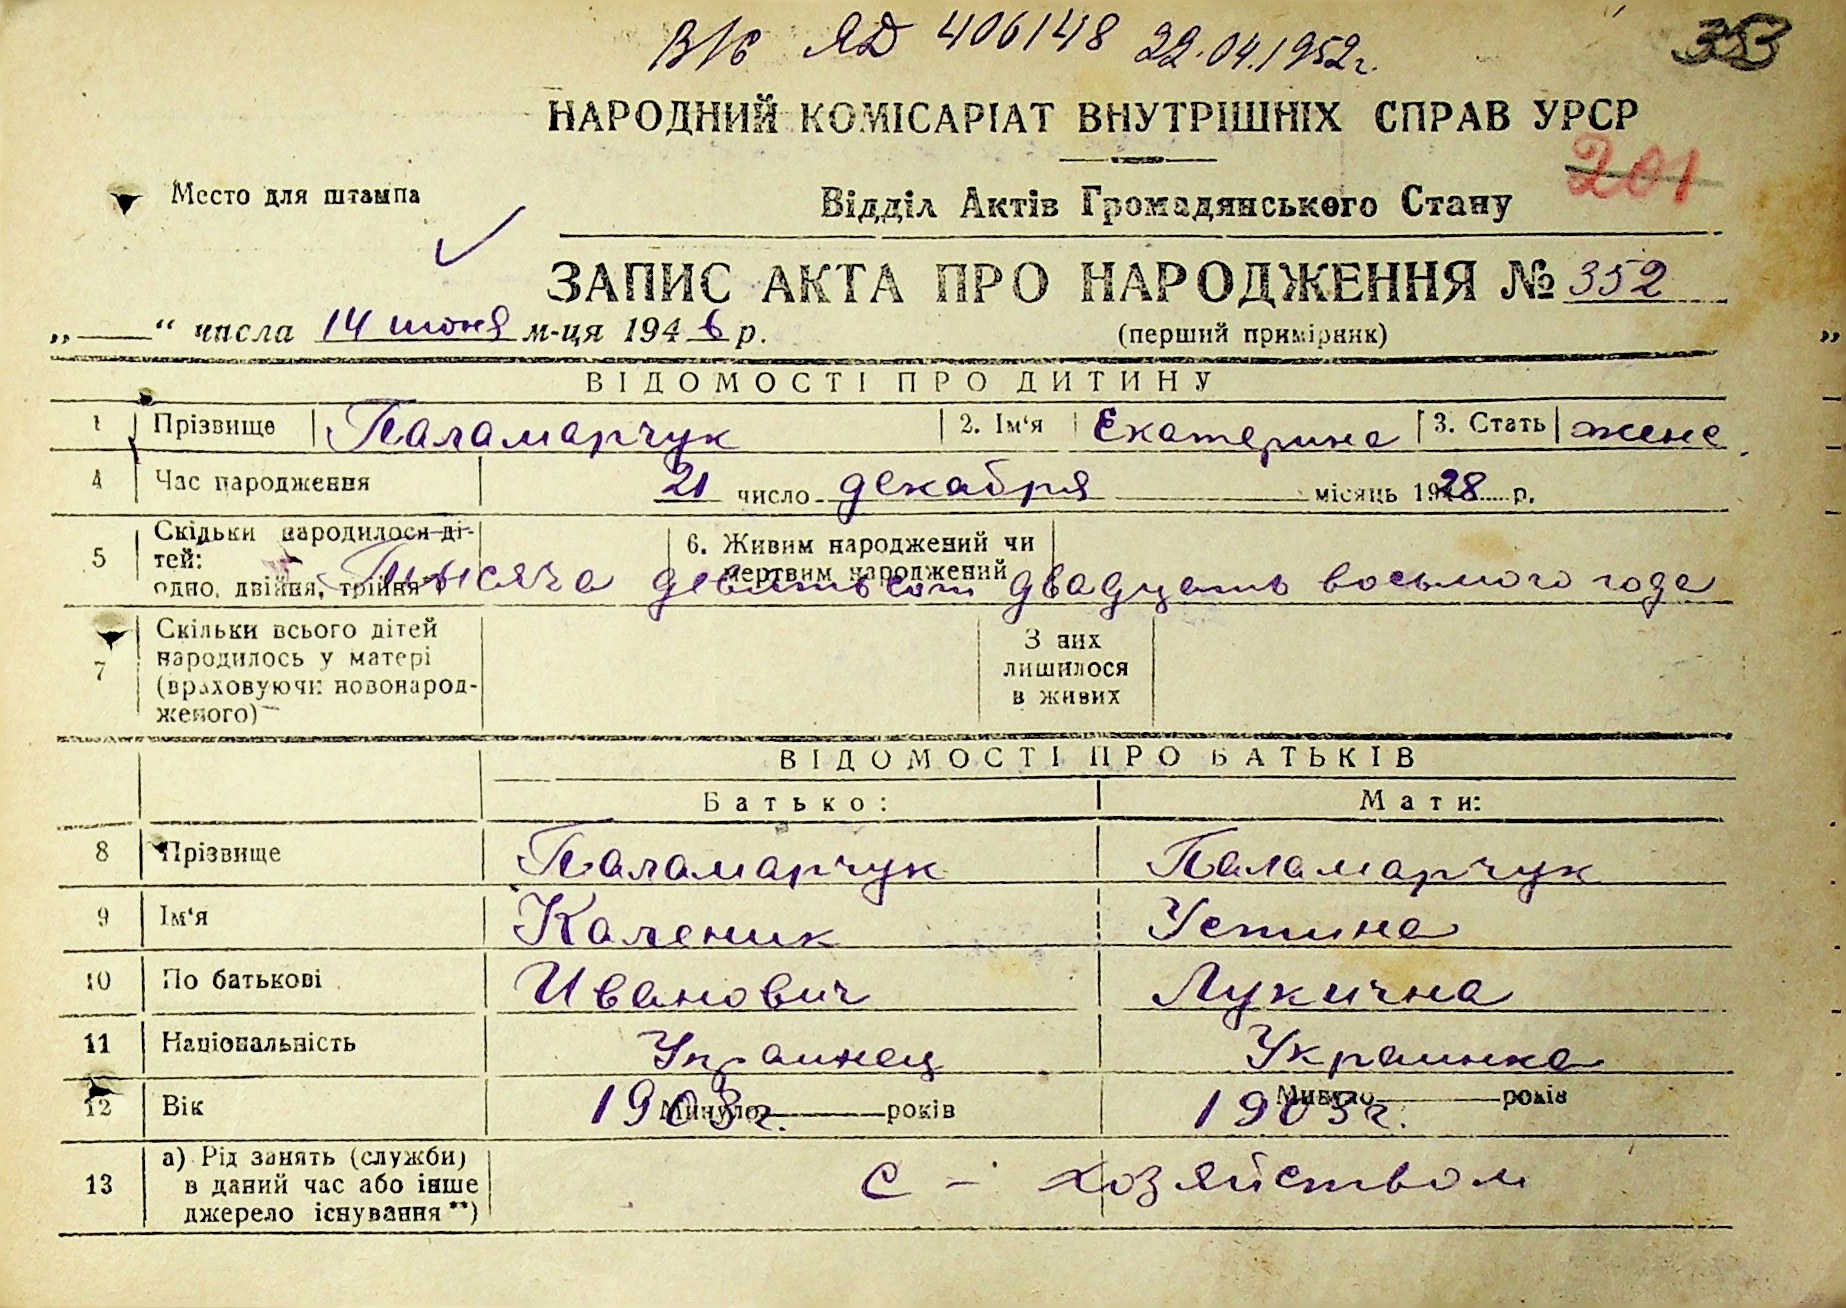 В/С ЯД 406148 22.04.1952г.
НАРОДНИЙ КОМІСАРІАТ ВНУТРІШНІХ СПРАВ УРСР
201
Место для штампа
Відділ Актів Громадянського Стану
ЗАПИС АКТА ПРО НАРОДЖЕННЯ № 352
„—“ числа 14 июня м-ця 1946 р.
(перший примірник)
ВІДОМОСТІ ПРО ДИТИНУ
1 Прізвище Паламарчук 2. Ім'я Екатерина 3. Стать жене
4 Час народження 21 число декабря місяць 1928 р.
5 Скільки народилося ді-
тей:
одно, двійня, трійня
6. Живим народжений чи
мертвим народжений
Тысяча девятьсот двадцать восьмого года
7 Скільки всього дітей
народилось у матері
(враховуючи новонарод-
женого)
З них
лишилося
в живих
ВІДОМОСТІ ПРО БАТЬКІВ
Батько: Мати:
8 Прізвище Паламарчук Паламарчук
9 Ім'я Каленик Устина
10 По батькові Иванович Лукична
11 Національність Украинец Украинка
12 Вік Минуло 1903г. років Минуло 1903г. років
13 а) Рід занять (служби)
в даний час або інше
джерело існування **)
с - хозяйством